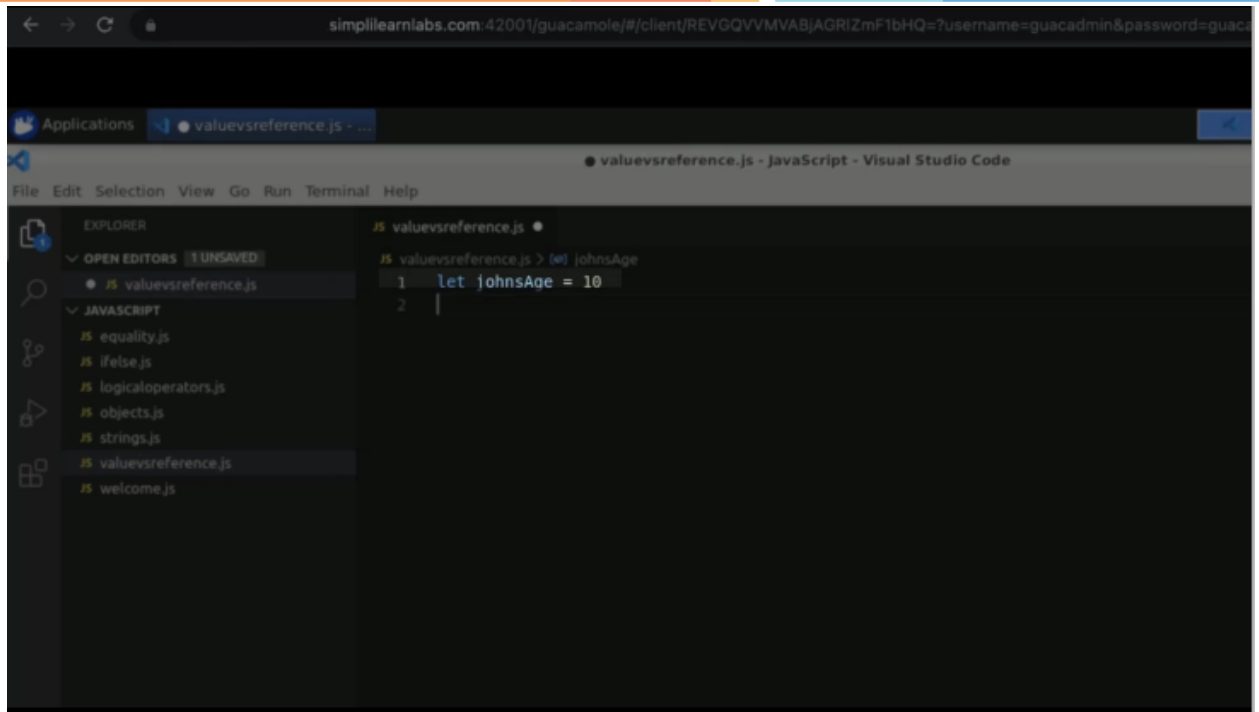 simplilearnlabs.com:42001/guacamole/#/client/REVGQVVMVABjAGRlZmF1bHQ=?username=guacadmin&password=guaca
Applications ● valuevsreference.js - ...
● valuevsreference.js - JavaScript - Visual Studio Code
File Edit Selection View Go Run Terminal Help
EXPLORER
OPEN EDITORS 1 UNSAVED
● JS valuevsreference.js
JAVASCRIPT
JS equality.js
JS ifelse.js
JS logicaloperators.js
JS objects.js
JS strings.js
JS valuevsreference.js
JS welcome.js
JS valuevsreference.js ●
JS valuevsreference.js > johnsAge
1 let johnsAge = 10
2